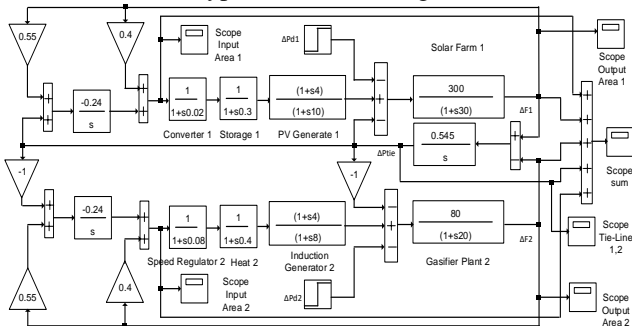 0.55
0.4
Scope
Input
Area 1
ΔPd1
Solar Farm 1
Scope
Output
Area 1
-0.24
s
1
1+s0.02
1
1+s0.3
(1+s4)
(1+s10)
300
(1+s30)
ΔF1
Converter 1
Storage 1
PV Generate 1
0.545
s
ΔPtie
Scope
sum
-1
-1
-0.24
s
1
1+s0.08
1
1+s0.4
(1+s4)
(1+s8)
80
(1+s20)
ΔF2
Scope
Tie-Line
1,2
Speed Regulator 2
Heat 2
Induction
Generator 2
Gasifier Plant 2
0.55
0.4
Scope
Input
Area 2
ΔPd2
Scope
Output
Area 2